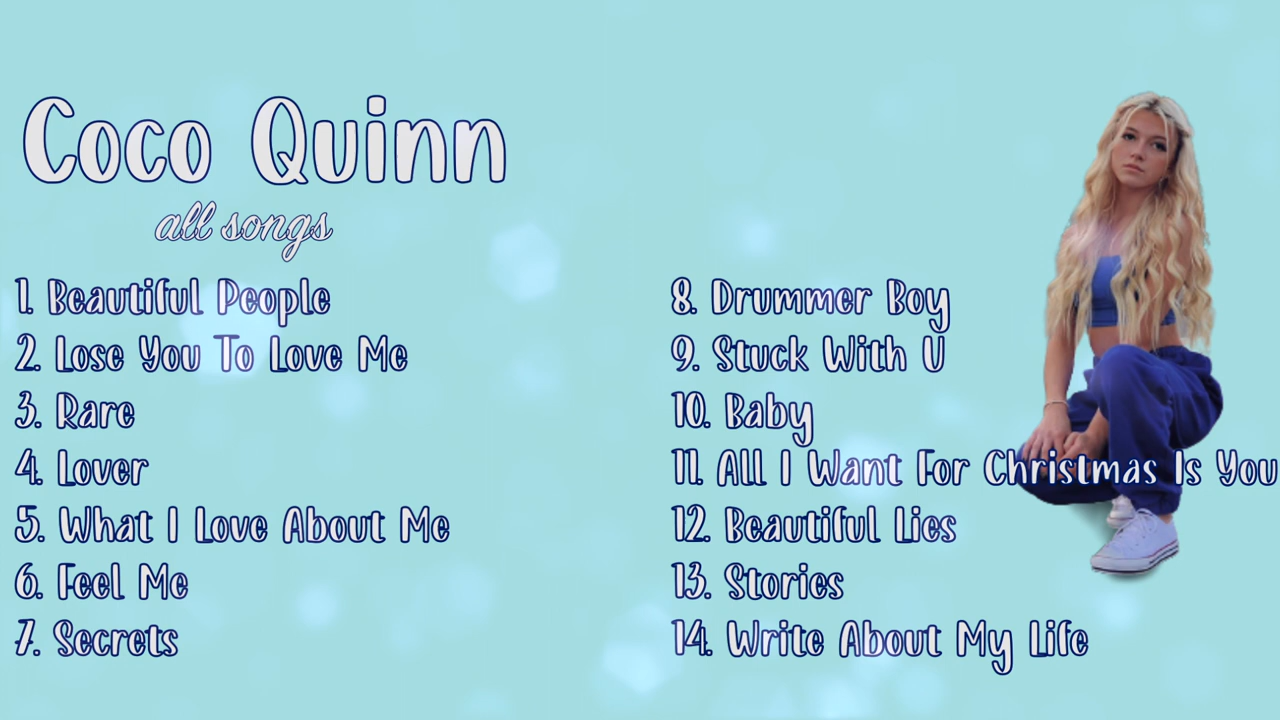 Coco Quinn
all songs
1. Beautiful People
2. Lose You To Love Me
3. Rare
4. Lover
5. What I Love About Me
6. Feel Me
7. Secrets
8. Drummer Boy
9. Stuck With U
10. Baby
11. All I Want For Christmas Is You
12. Beautiful Lies
13. Stories
14. Write About My Life